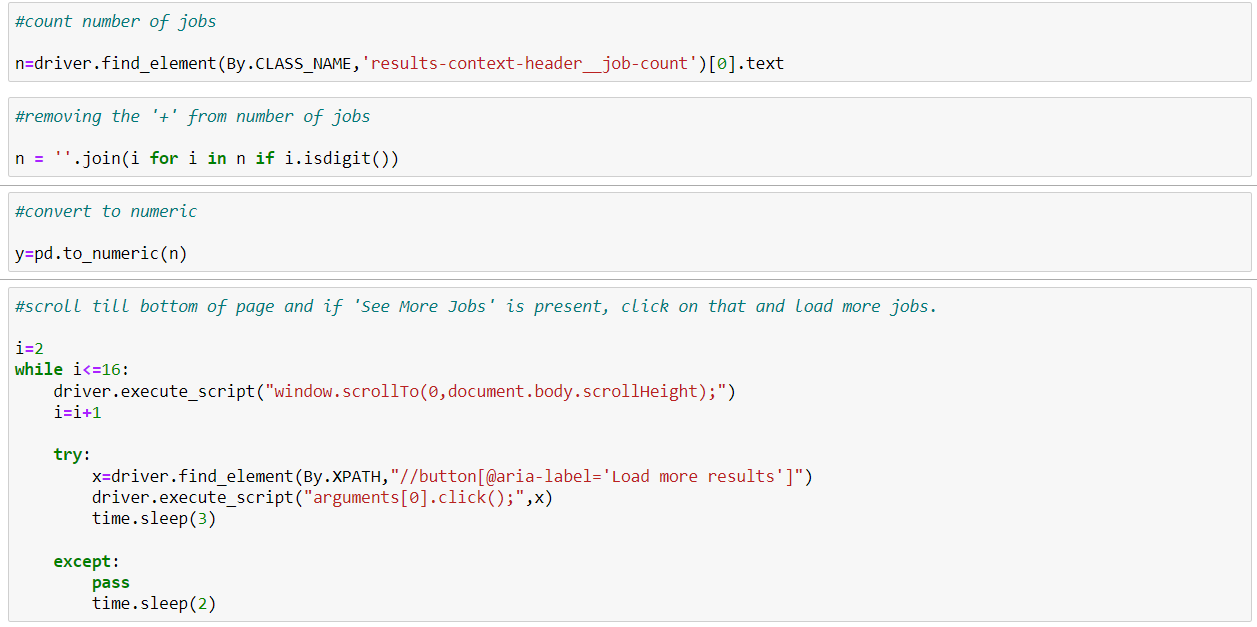 #count number of jobs
n=driver.find_element(By.CLASS_NAME,'results-context-header__job-count')[0].text
#removing the '+' from number of jobs
n = ''.join(i for i in n if i.isdigit())
#convert to numeric
y=pd.to_numeric(n)
#scroll till bottom of page and if 'See More Jobs' is present, click on that and load more jobs.
i=2
while i<=16:
    driver.execute_script("window.scrollTo(0,document.body.scrollHeight);")
    i=i+1
    try:
        x=driver.find_element(By.XPATH,"//button[@aria-label='Load more results']")
        driver.execute_script("arguments[0].click();",x)
        time.sleep(3)
    except:
        pass
        time.sleep(2)